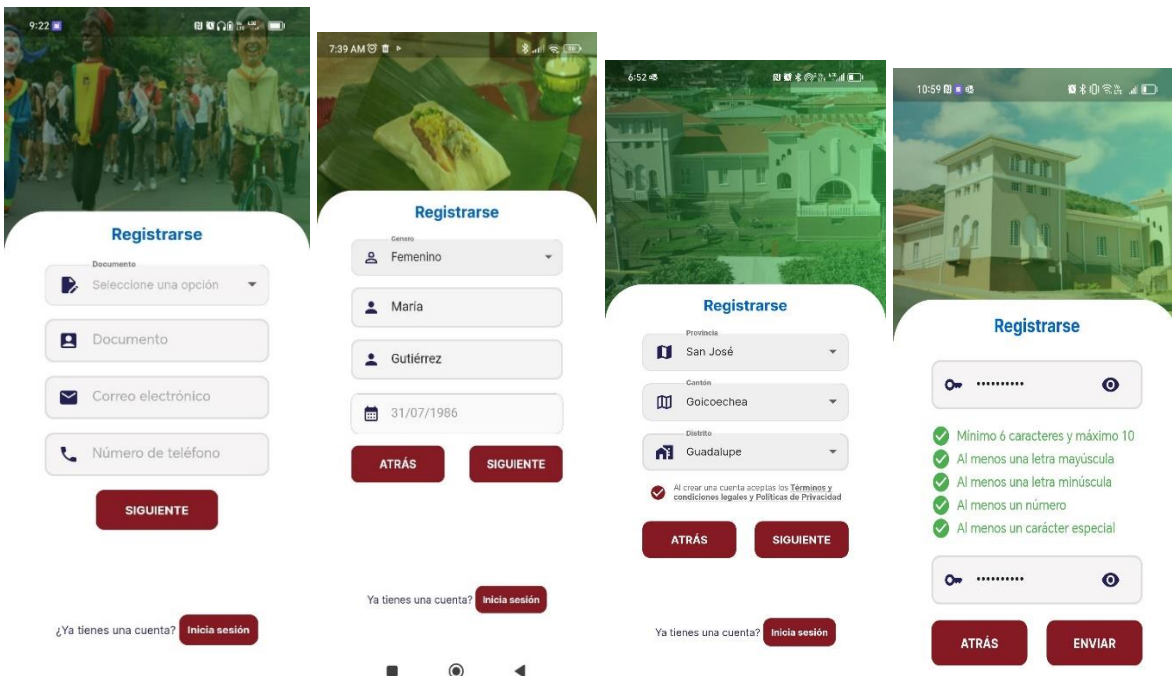 9:22
Registrarse
Documento
Seleccione una opción
Documento
Correo electrónico
Número de teléfono
SIGUIENTE
¿Ya tienes una cuenta? Inicia sesión
7:39 AM
Registrarse
Genero
Femenino
María
Gutiérrez
31/07/1986
ATRÁS SIGUIENTE
Ya tienes una cuenta? Inicia sesión
6:52
Registrarse
Provincia
San José
Cantón
Goicoechea
Distrito
Guadalupe
Al crear una cuenta aceptas los Términos y
condiciones legales y Políticas de Privacidad
ATRÁS SIGUIENTE
Ya tienes una cuenta? Inicia sesión
10:59
Registrarse
••••••••••
Mínimo 6 caracteres y máximo 10
Al menos una letra mayúscula
Al menos una letra minúscula
Al menos un número
Al menos un carácter especial
••••••••••
ATRÁS ENVIAR